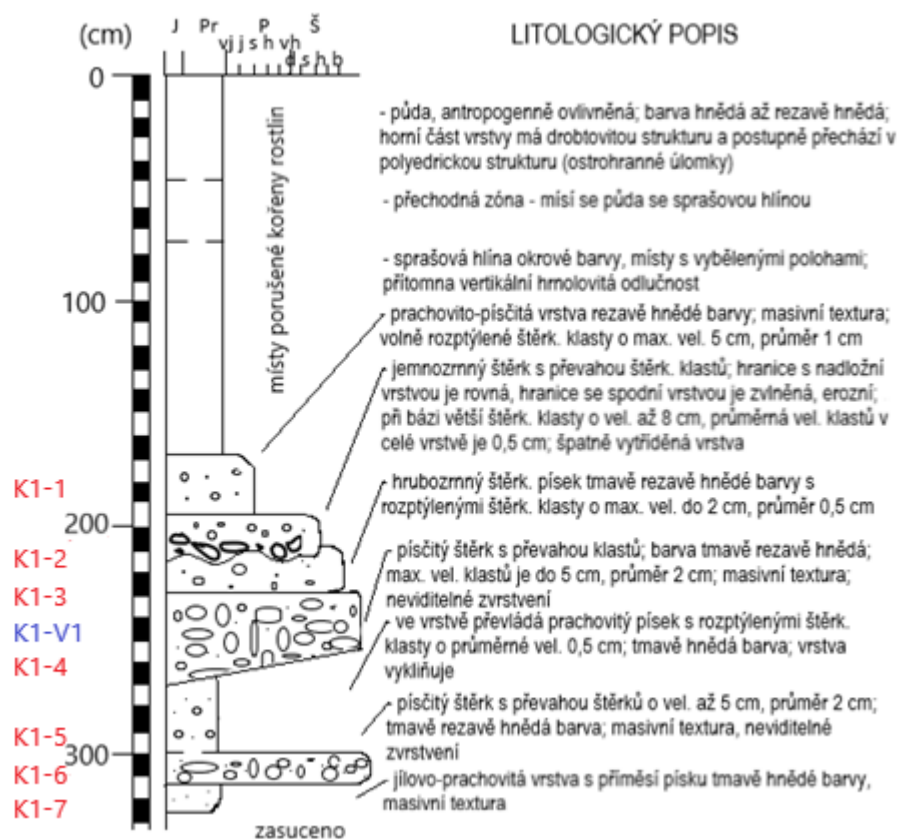 (cm)
J Pr P Š
vj j s h vh
d s h b
LITOLOGICKÝ POPIS
0
- půda, antropogenně ovlivněná; barva hnědá až rezavě hnědá;
horní část vrstvy má drobtovitou strukturu a postupně přechází v
polyedrickou strukturu (ostrohranné úlomky)
místy porušené kořeny rostlin
- přechodná zóna - mísí se půda se sprašovou hlínou
- sprašová hlína okrové barvy, místy s vybělenými polohami;
přítomna vertikální hrnolovitá odlučnost
100
prachovito-písčitá vrstva rezavě hnědé barvy; masivní textura;
volně rozptýlené štěrk. klasty o max. vel. 5 cm, průměr 1 cm
jemnozrnný štěrk s převahou štěrk. klastů; hranice s nadložní
vrstvou je rovná, hranice se spodní vrstvou je zvlněná, erozní;
při bázi větší štěrk. klasty o vel. až 8 cm, průměrná vel. klastů v
celé vrstvě je 0,5 cm; špatně vytříděná vrstva
K1-1
hrubozrnný štěrk. písek tmavě rezavě hnědé barvy s
rozptýlenými štěrk. klasty o max. vel. do 2 cm, průměr 0,5 cm
200
K1-2
písčitý štěrk s převahou klastů; barva tmavě rezavě hnědá;
max. vel. klastů je do 5 cm, průměr 2 cm; masivní textura;
neviditelné zvrstvení
K1-3
K1-V1
ve vrstvě převládá prachovitý písek s rozptýlenými štěrk.
klasty o průměrné vel. 0,5 cm; tmavě hnědá barva; vrstva
vykliňuje
K1-4
písčitý štěrk s převahou štěrků o vel. až 5 cm, průměr 2 cm;
tmavě rezavě hnědá barva; masivní textura, neviditelné
zvrstvení
K1-5
300
K1-6
jílovo-prachovitá vrstva s příměsí písku tmavě hnědé barvy,
masivní textura
K1-7
zasuceno